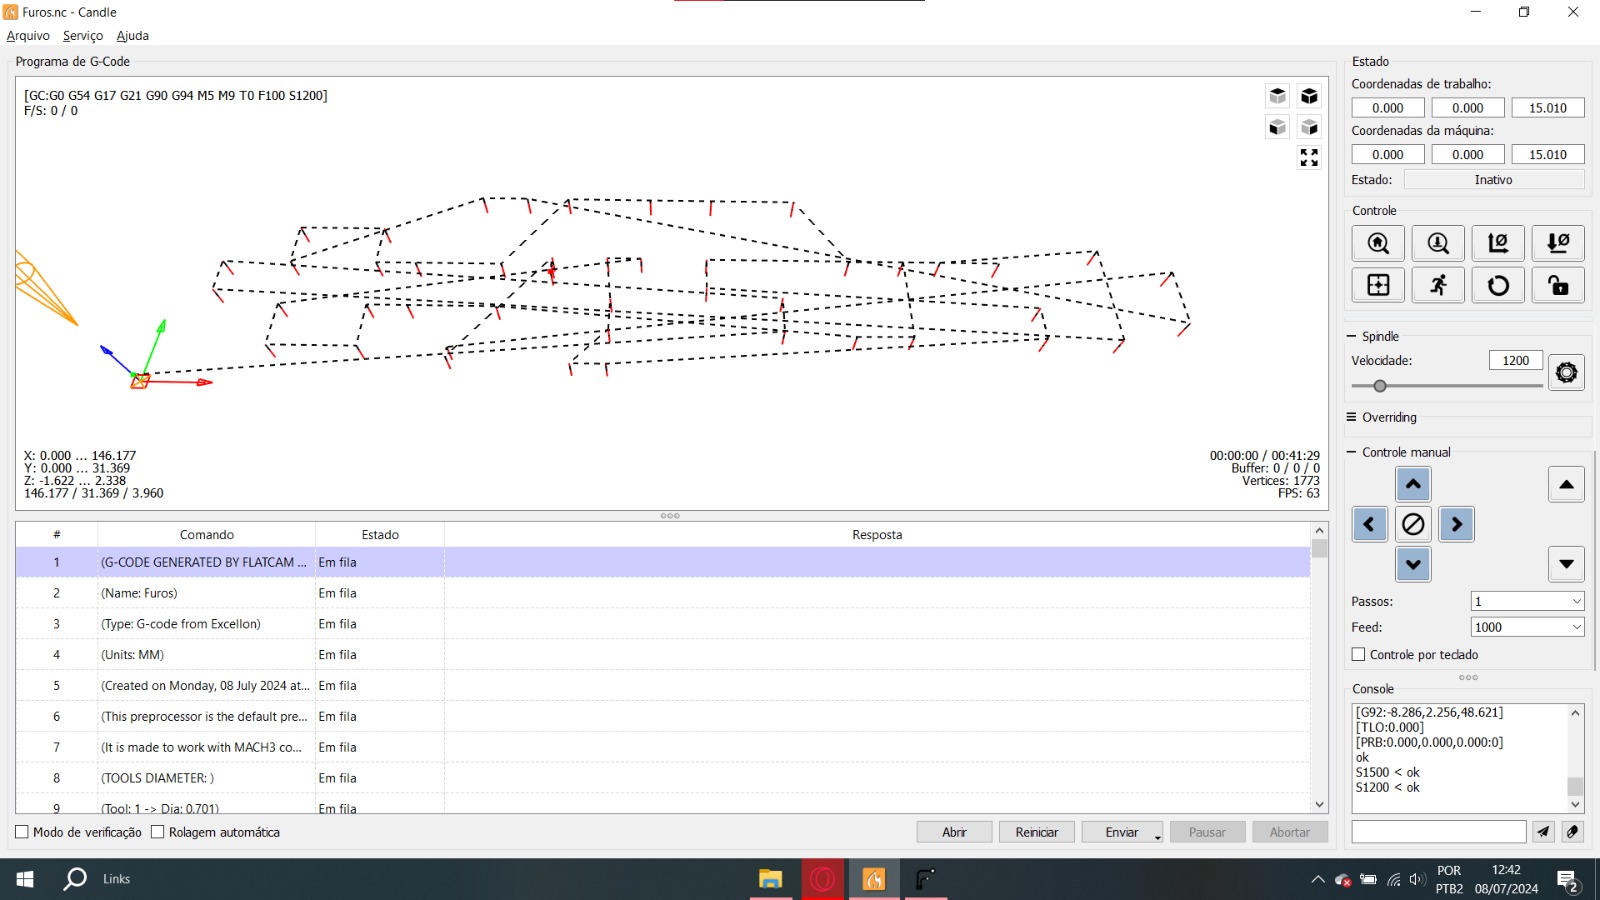 Furos.nc - Candle
Arquivo Serviço Ajuda
Programa de G-Code
[GC:G0 G54 G17 G21 G90 G94 M5 M9 T0 F100 S1200]
F/S: 0 / 0
X: 0.000 ... 146.177
Y: 0.000 ... 31.369
Z: -1.622 ... 2.338
146.177 / 31.369 / 3.960
00:00:00 / 00:41:29
Buffer: 0 / 0 / 0
Vertices: 1773
FPS: 63
# Comando Estado Resposta
1 (G-CODE GENERATED BY FLATCAM ... Em fila
2 (Name: Furos) Em fila
3 (Type: G-code from Excellon) Em fila
4 (Units: MM) Em fila
5 (Created on Monday, 08 July 2024 at... Em fila
6 (This preprocessor is the default pre... Em fila
7 (It is made to work with MACH3 co... Em fila
8 (TOOLS DIAMETER: ) Em fila
9 (Tool: 1 -> Dia: 0.701) Em fila
Modo de verificação Rolagem automática Abrir Reiniciar Enviar Pausar Abortar
Estado
Coordenadas de trabalho:
0.000 0.000 15.010
Coordenadas da máquina:
0.000 0.000 15.010
Estado: Inativo
Controle
Spindle
Velocidade: 1200
Overriding
Controle manual
Passos: 1
Feed: 1000
Controle por teclado
Console
[G92:-8.286,2.256,48.621]
[TLO:0.000]
[PRB:0.000,0.000,0.000:0]
ok
S1500 < ok
S1200 < ok
Links
POR
PTB2
12:42
08/07/2024
2